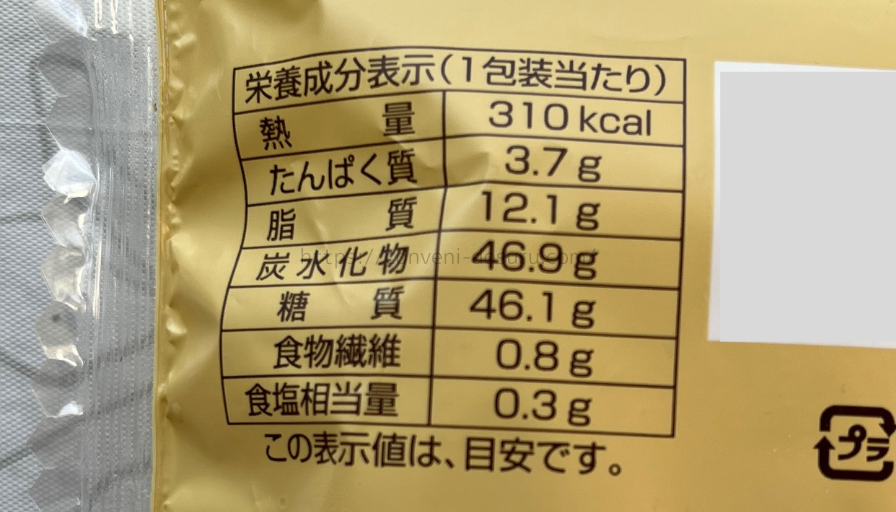 栄養成分表示(1包装当たり)
熱量 310kcal
たんぱく質 3.7g
脂質 12.1g
炭水化物 46.9g
糖質 46.1g
食物繊維 0.8g
食塩相当量 0.3g
この表示値は、目安です。
プラ